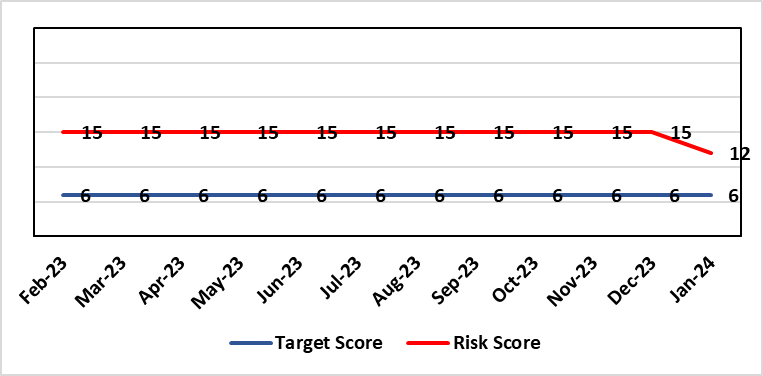 15 15 15 15 15 15 15 15 15 15 15 12
6 6 6 6 6 6 6 6 6 6 6 6
Feb-23 Mar-23 Apr-23 May-23 Jun-23 Jul-23 Aug-23 Sep-23 Oct-23 Nov-23 Dec-23 Jan-24
Target Score Risk Score